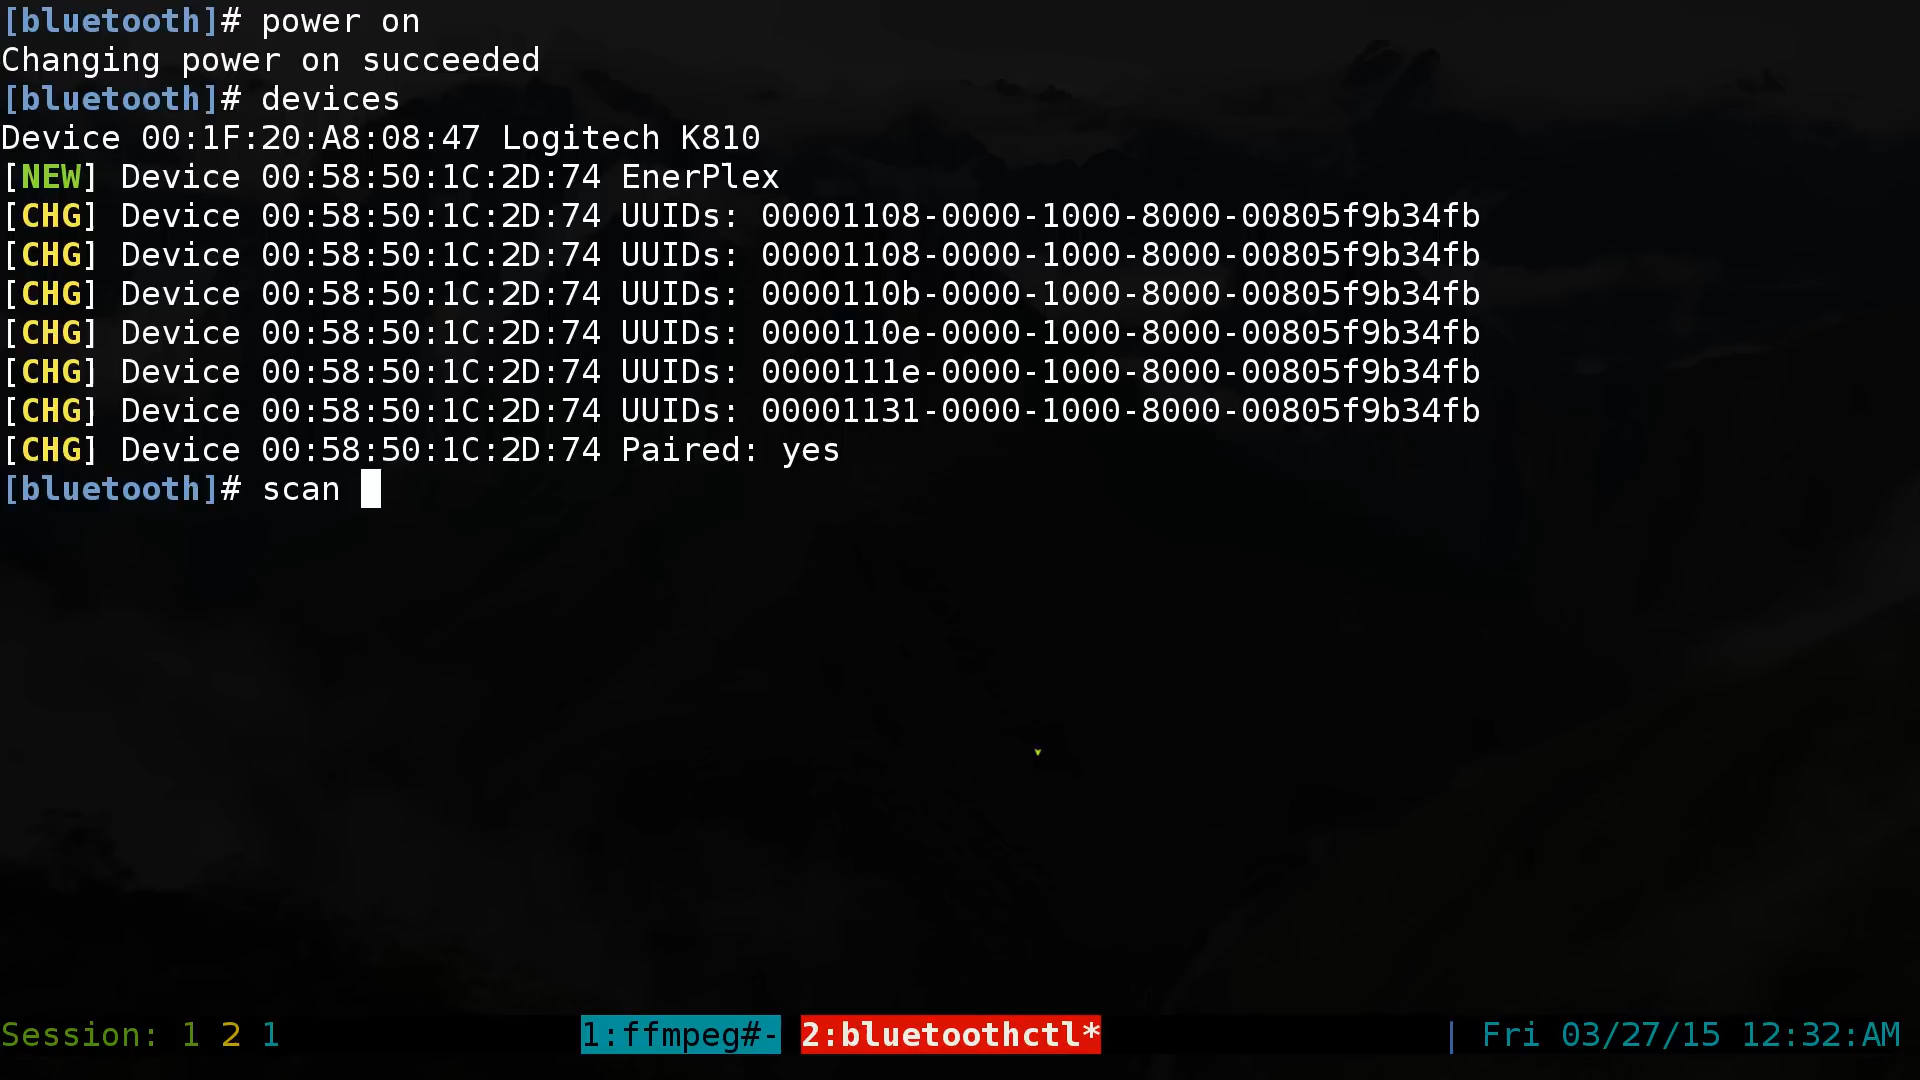 [bluetooth]# power on
Changing power on succeeded
[bluetooth]# devices
Device 00:1F:20:A8:08:47 Logitech K810
[NEW] Device 00:58:50:1C:2D:74 EnerPlex
[CHG] Device 00:58:50:1C:2D:74 UUIDs: 00001108-0000-1000-8000-00805f9b34fb
[CHG] Device 00:58:50:1C:2D:74 UUIDs: 00001108-0000-1000-8000-00805f9b34fb
[CHG] Device 00:58:50:1C:2D:74 UUIDs: 0000110b-0000-1000-8000-00805f9b34fb
[CHG] Device 00:58:50:1C:2D:74 UUIDs: 0000110e-0000-1000-8000-00805f9b34fb
[CHG] Device 00:58:50:1C:2D:74 UUIDs: 0000111e-0000-1000-8000-00805f9b34fb
[CHG] Device 00:58:50:1C:2D:74 UUIDs: 00001131-0000-1000-8000-00805f9b34fb
[CHG] Device 00:58:50:1C:2D:74 Paired: yes
[bluetooth]# scan
Session: 1 2 1 1:ffmpeg#- 2:bluetoothctl* | Fri 03/27/15 12:32:AM